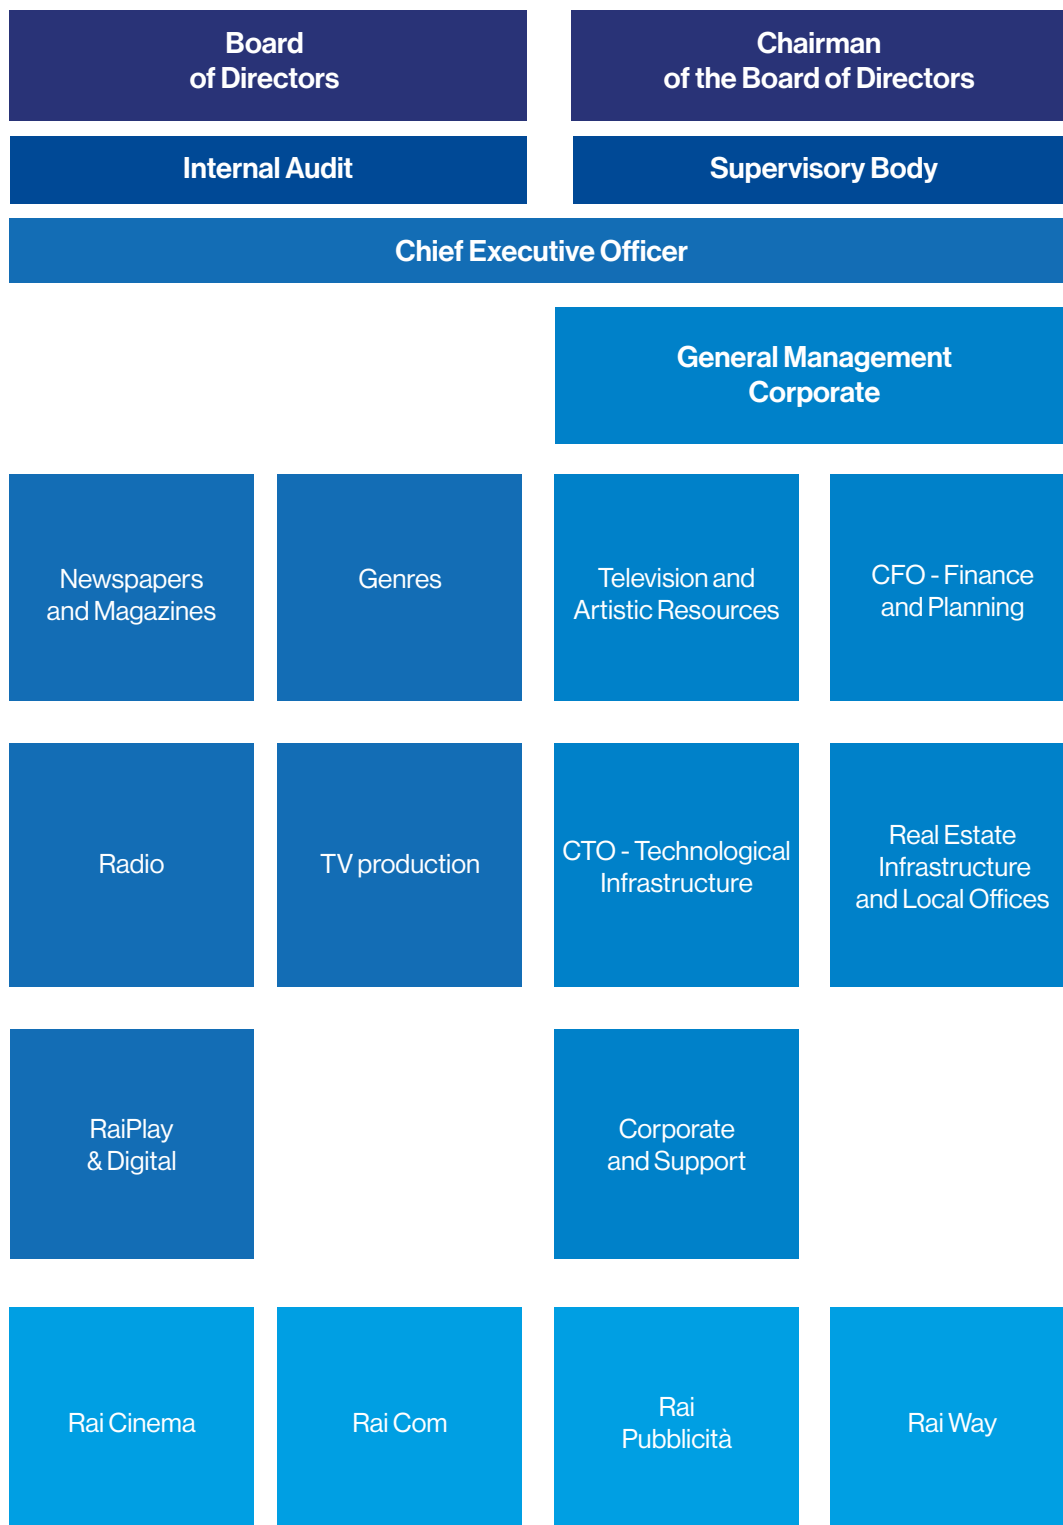 Board
of Directors
Chairman
of the Board of Directors
Internal Audit
Supervisory Body
Chief Executive Officer
General Management
Corporate
Newspapers
and Magazines
Genres
Television and
Artistic Resources
CFO - Finance
and Planning
Radio
TV production
CTO - Technological
Infrastructure
Real Estate
Infrastructure
and Local Offices
RaiPlay
& Digital
Corporate
and Support
Rai Cinema
Rai Com
Rai
Pubblicità
Rai Way